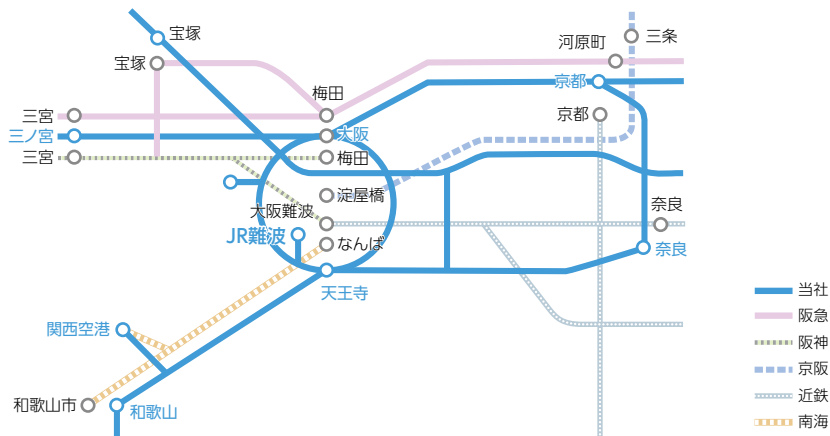 宝塚
宝塚
河原町
三条
京都
梅田
三宮
三ノ宮
大阪
京都
三宮
梅田
淀屋橋
大阪難波
奈良
JR難波
なんば
奈良
天王寺
関西空港
和歌山市
和歌山
当社
阪急
阪神
京阪
近鉄
南海